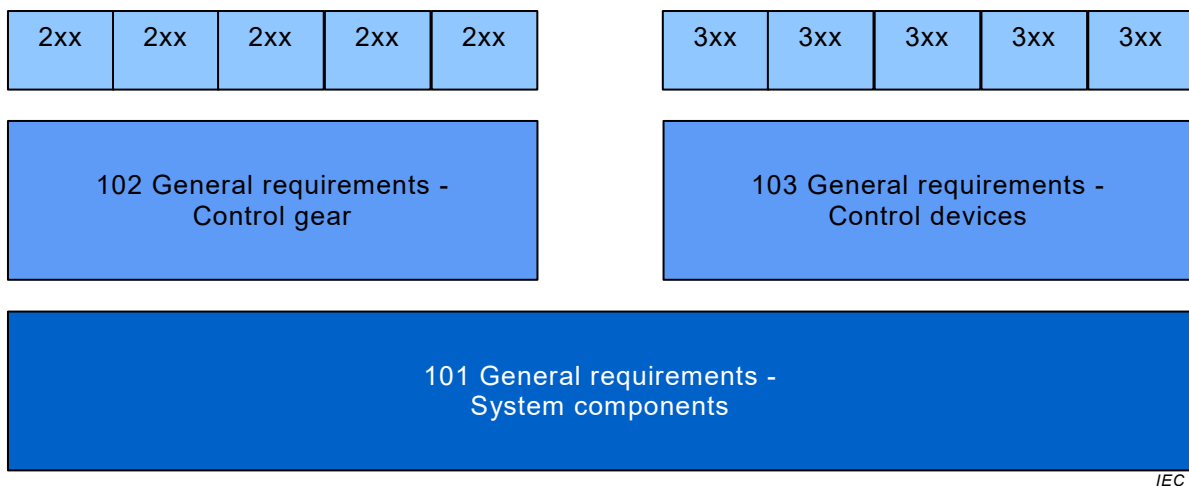 2xx 2xx 2xx 2xx 2xx 3xx 3xx 3xx 3xx 3xx
102 General requirements -
Control gear
103 General requirements -
Control devices
101 General requirements -
System components
IEC